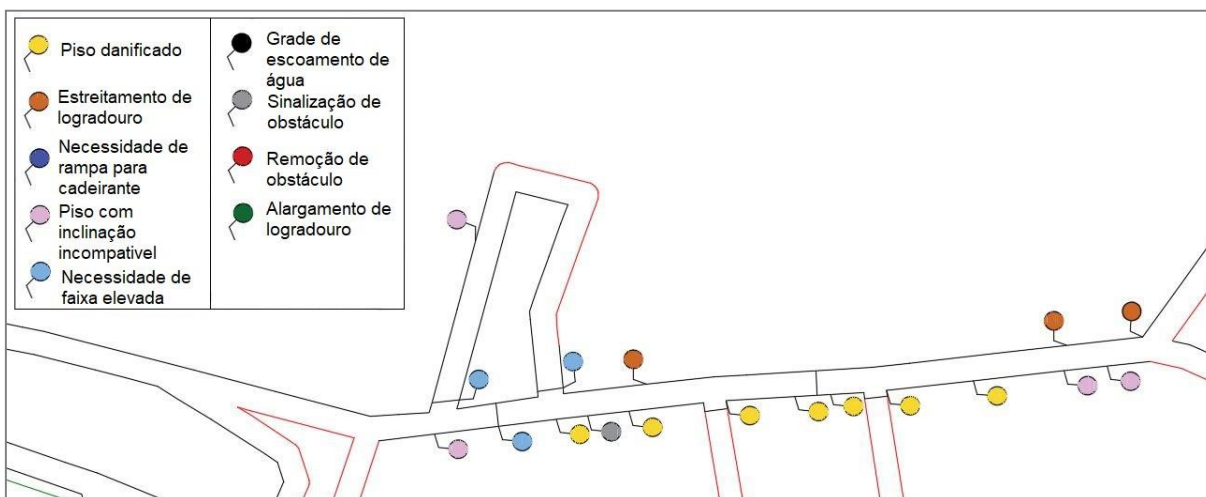 Piso danificado
Estreitamento de
logradouro
Necessidade de
rampa para
cadeirante
Piso com
inclinação
incompativel
Necessidade de
faixa elevada
Grade de
escoamento de
água
Sinalização de
obstáculo
Remoção de
obstáculo
Alargamento de
logradouro